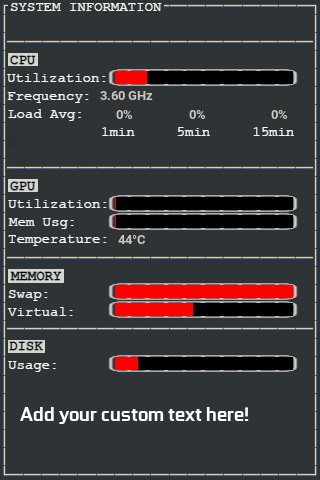 SYSTEM INFORMATION
CPU
Utilization:
Frequency: 3.60 GHz
Load Avg: 0% 0% 0%
1min 5min 15min
GPU
Utilization:
Mem Usg:
Temperature: 44°C
MEMORY
Swap:
Virtual:
DISK
Usage:
Add your custom text here!